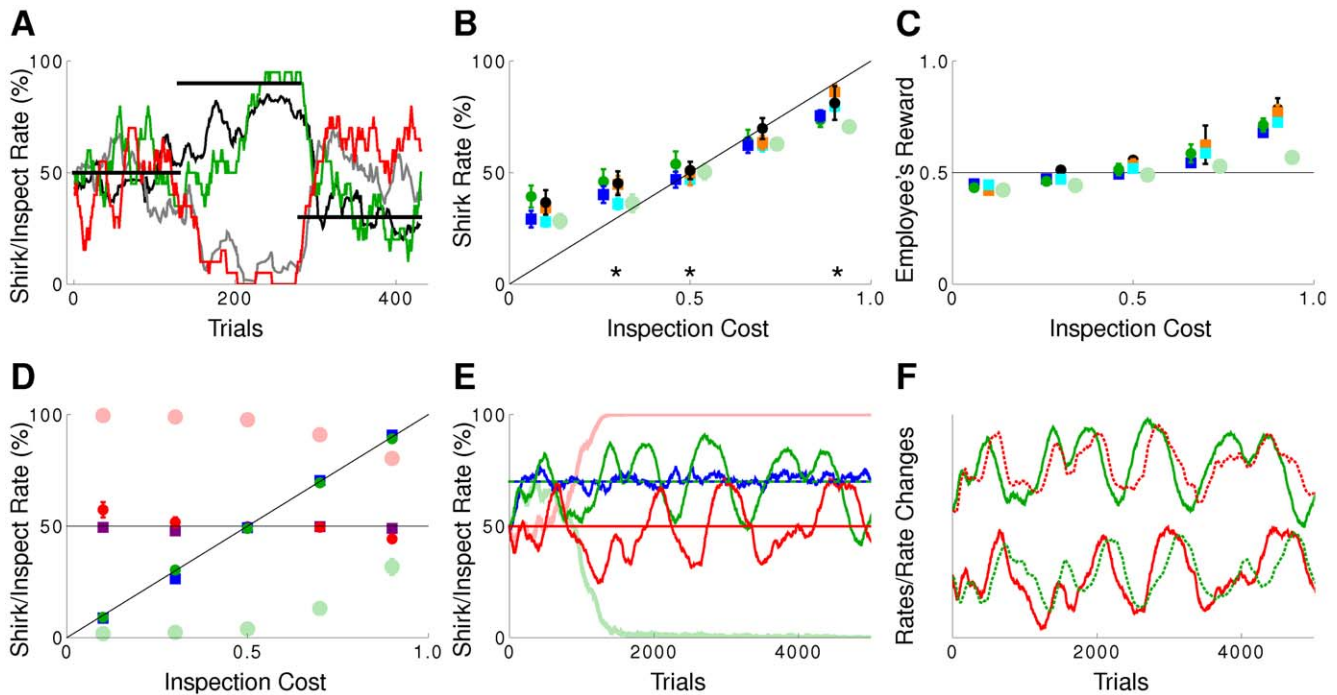 A
Shirk/Inspect Rate (%)
100
50
0
0
200
400
Trials
B
Shirk Rate (%)
100
50
0
* * *
0
0.5
1.0
Inspection Cost
C
Employee's Reward
1.0
0.5
0
0
0.5
1.0
Inspection Cost
D
Shirk/Inspect Rate (%)
100
50
0
0
0.5
1.0
Inspection Cost
E
Shirk/Inspect Rate (%)
100
50
0
0
2000
4000
Trials
F
Rates/Rate Changes
0
2000
4000
Trials